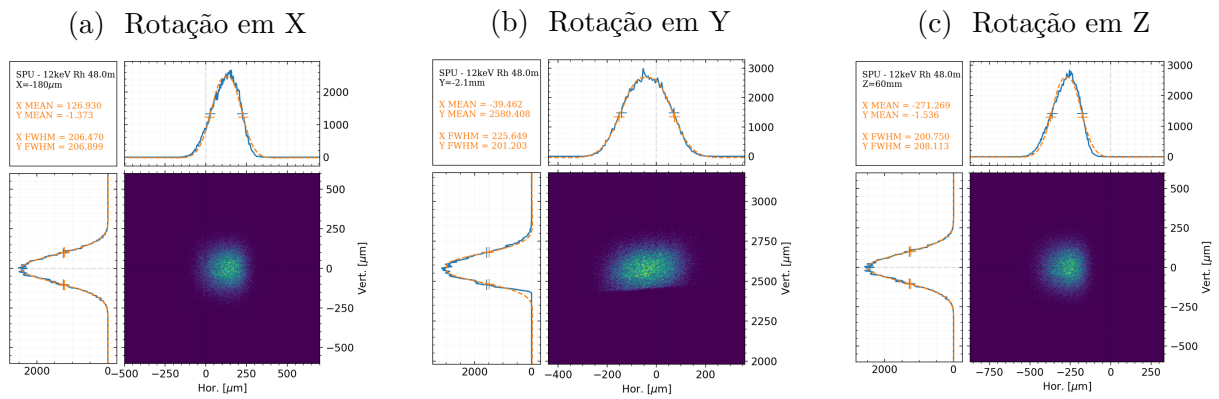 (a) Rotação em X
SPU - 12keV Rh 48.0m
X=-180μm
X MEAN = 126.930
Y MEAN = -1.373
X FWHM = 206.470
Y FWHM = 206.899
2000
1000
0
500
250
0
−250
−500
Vert. [μm]
2000
0
−500
−250
0
250
500
Hor. [μm]
(b) Rotação em Y
SPU - 12keV Rh 48.0m
Y=-2.1mm
X MEAN = -39.462
Y MEAN = 2580.408
X FWHM = 225.649
Y FWHM = 201.203
3000
2000
1000
0
3000
2750
2500
2250
2000
Vert. [μm]
2000
0
−400
−200
0
200
Hor. [μm]
(c) Rotação em Z
SPU - 12keV Rh 48.0m
Z=60mm
X MEAN = -271.269
Y MEAN = -1.536
X FWHM = 200.750
Y FWHM = 208.113
3000
2000
1000
0
500
250
0
−250
−500
Vert. [μm]
2000
0
−750
−500
−250
0
250
Hor. [μm]